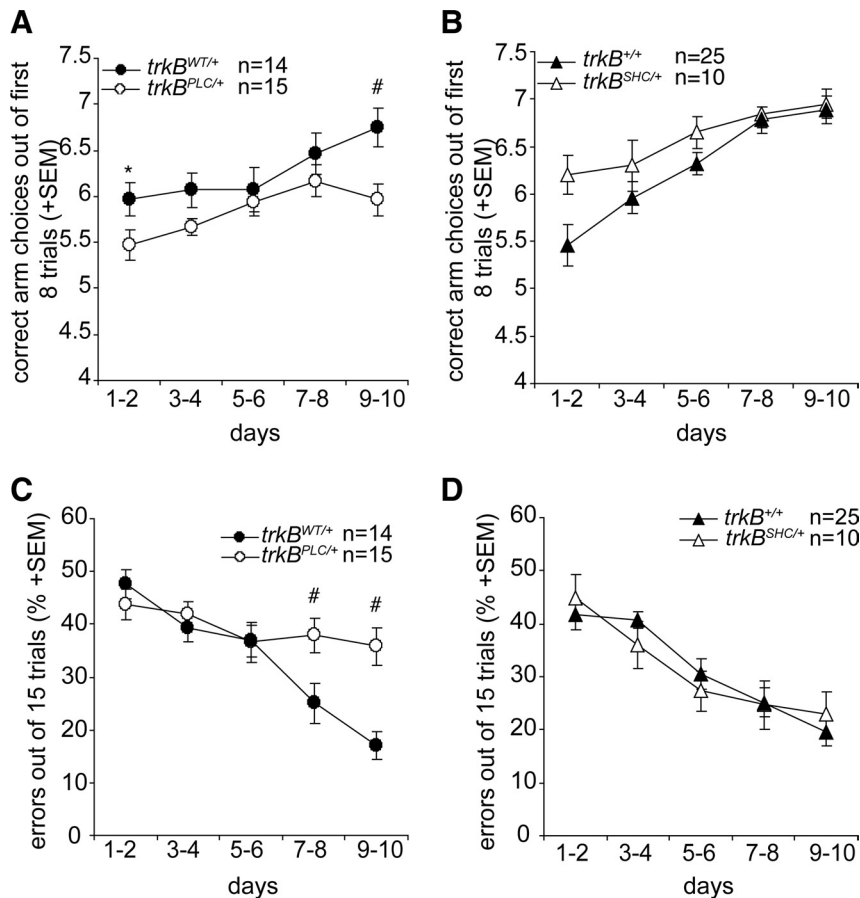 A
correct arm choices out of first
8 trials (+SEM)
7.5
7
6.5
6
5.5
5
4.5
4
trkB^WT/+ n=14
trkB^PLC/+ n=15
*
#
1-2 3-4 5-6 7-8 9-10
days
B
correct arm choices out of first
8 trials (+SEM)
7.5
7
6.5
6
5.5
5
4.5
4
trkB^+/+ n=25
trkB^SHC/+ n=10
1-2 3-4 5-6 7-8 9-10
days
C
errors out of 15 trials (% +SEM)
60
50
40
30
20
10
0
trkB^WT/+ n=14
trkB^PLC/+ n=15
# #
1-2 3-4 5-6 7-8 9-10
days
D
errors out of 15 trials (% +SEM)
60
50
40
30
20
10
0
trkB^+/+ n=25
trkB^SHC/+ n=10
1-2 3-4 5-6 7-8 9-10
days